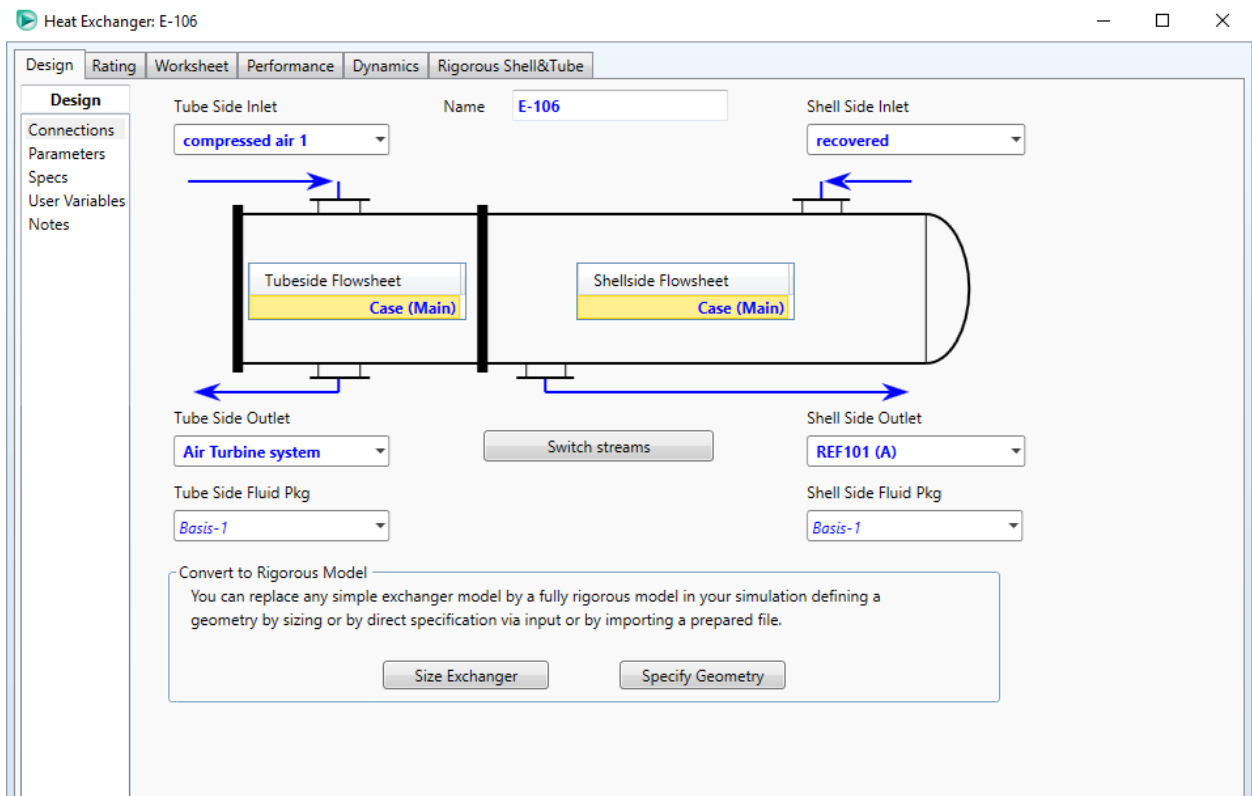 Heat Exchanger: E-106
Design Rating Worksheet Performance Dynamics Rigorous Shell&Tube
Design
Connections
Parameters
Specs
User Variables
Notes
Tube Side Inlet Name E-106 Shell Side Inlet
compressed air 1 recovered
Tubeside Flowsheet Shellside Flowsheet
Case (Main) Case (Main)
Tube Side Outlet Shell Side Outlet
Air Turbine system Switch streams REF101 (A)
Tube Side Fluid Pkg Shell Side Fluid Pkg
Basis-1 Basis-1
Convert to Rigorous Model
You can replace any simple exchanger model by a fully rigorous model in your simulation defining a
geometry by sizing or by direct specification via input or by importing a prepared file.
Size Exchanger Specify Geometry